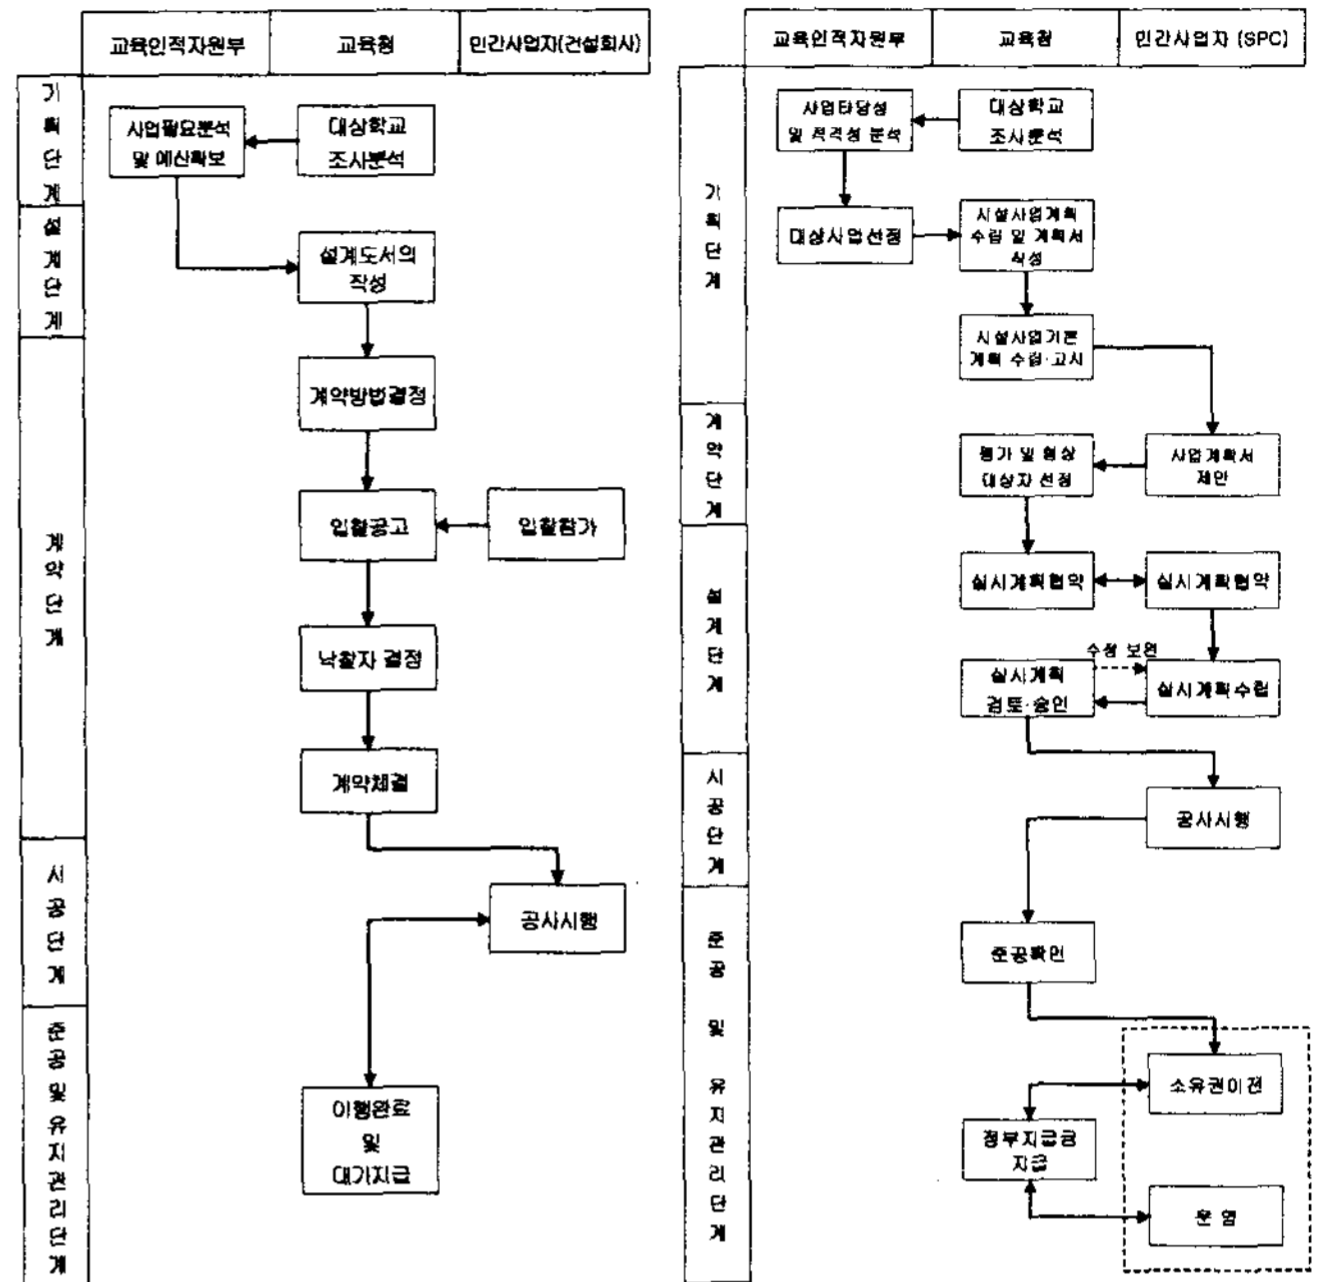 교육인적자원부
교육청
민간사업자(건설회사)
기
획
단
계
사업필요분석
및 예산확보
대상학교
조사분석
설
계
단
계
설계도서의
작성
계
약
단
계
계약방법결정
입찰공고
입찰참가
낙찰자 결정
계약체결
시
공
단
계
공사시행
준
공
및
유
지
관
리
단
계
이행완료
및
대가지급
교육인적자원부
교육청
민간사업자 (SPC)
기
획
단
계
사업타당성
및 적격성 분석
대상학교
조사분석
대상사업선정
시설사업계획
수립 및 계획서
작성
시설사업기본
계획 수립·고시
계
약
단
계
평가 및 협상
대상자 선정
사업계획서
제안
설
계
단
계
실시계획협약
실시계획협약
수정 보완
실시계획
검토·승인
실시계획수립
시
공
단
계
공사시행
준
공
및
유
지
관
리
단
계
준공확인
소유권이전
정부지급금
지급
운 영